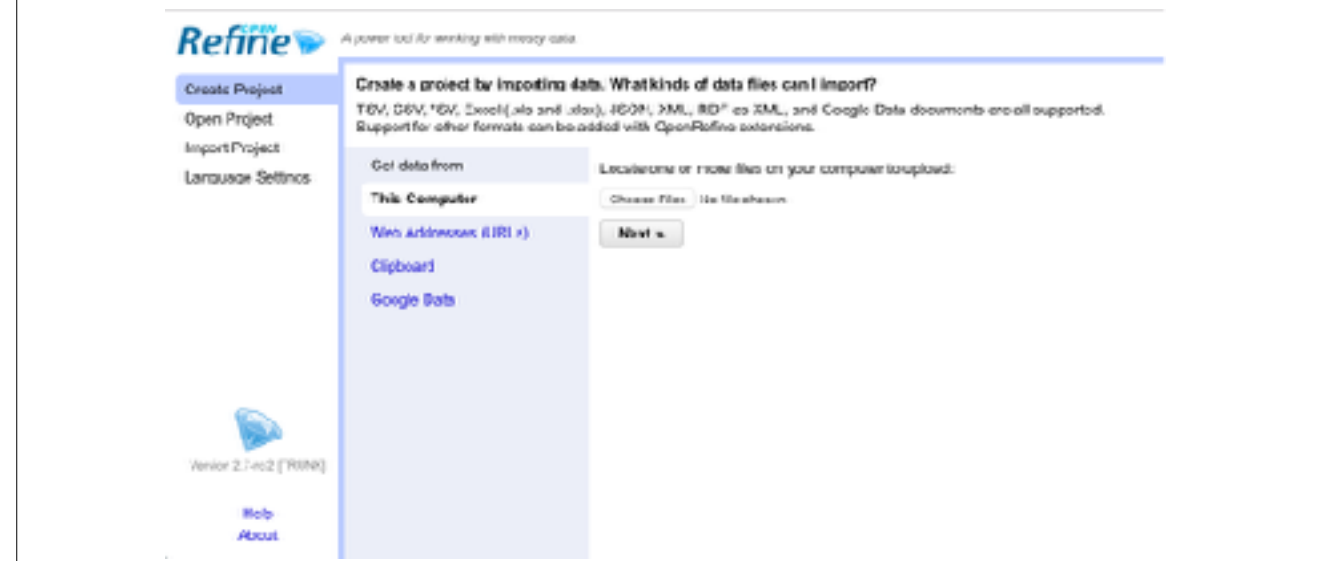 OPEN
Refine
A power tool for working with messy data.
Create Project
Open Project
Import Project
Language Settings
Create a project by importing data. What kinds of data files can I import?
TSV, CSV, *SV, Excel (.xls and .xlsx), JSON, XML, RDF as XML, and Google Data documents are all supported.
Support for other formats can be added with OpenRefine extensions.
Get data from
This Computer
Web Addresses (URLs)
Clipboard
Google Data
Locate one or more files on your computer to upload:
Choose Files No file chosen
Next »
Version
Help
About